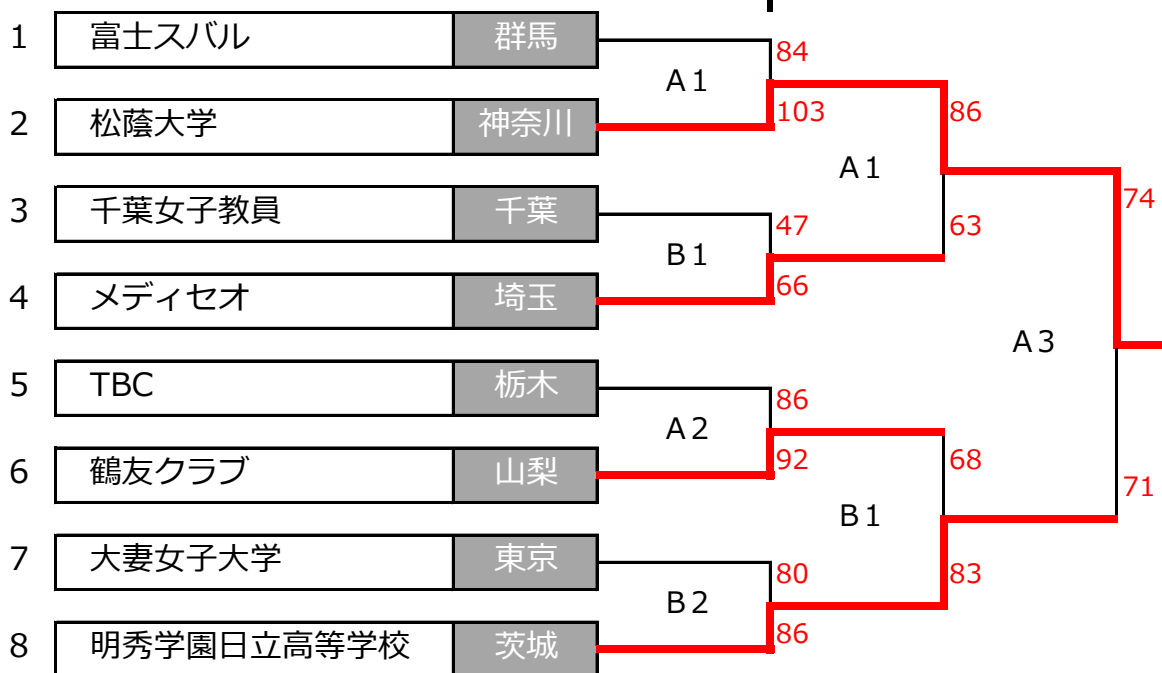 1 富士スバル 群馬
84
A1
2 松蔭大学 神奈川
103
86
A1
3 千葉女子教員 千葉
47
63
74
B1
4 メディセオ 埼玉
66
A3
5 TBC 栃木
86
A2
6 鶴友クラブ 山梨
92
68
71
B1
7 大妻女子大学 東京
80
83
B2
8 明秀学園日立高等学校 茨城
86